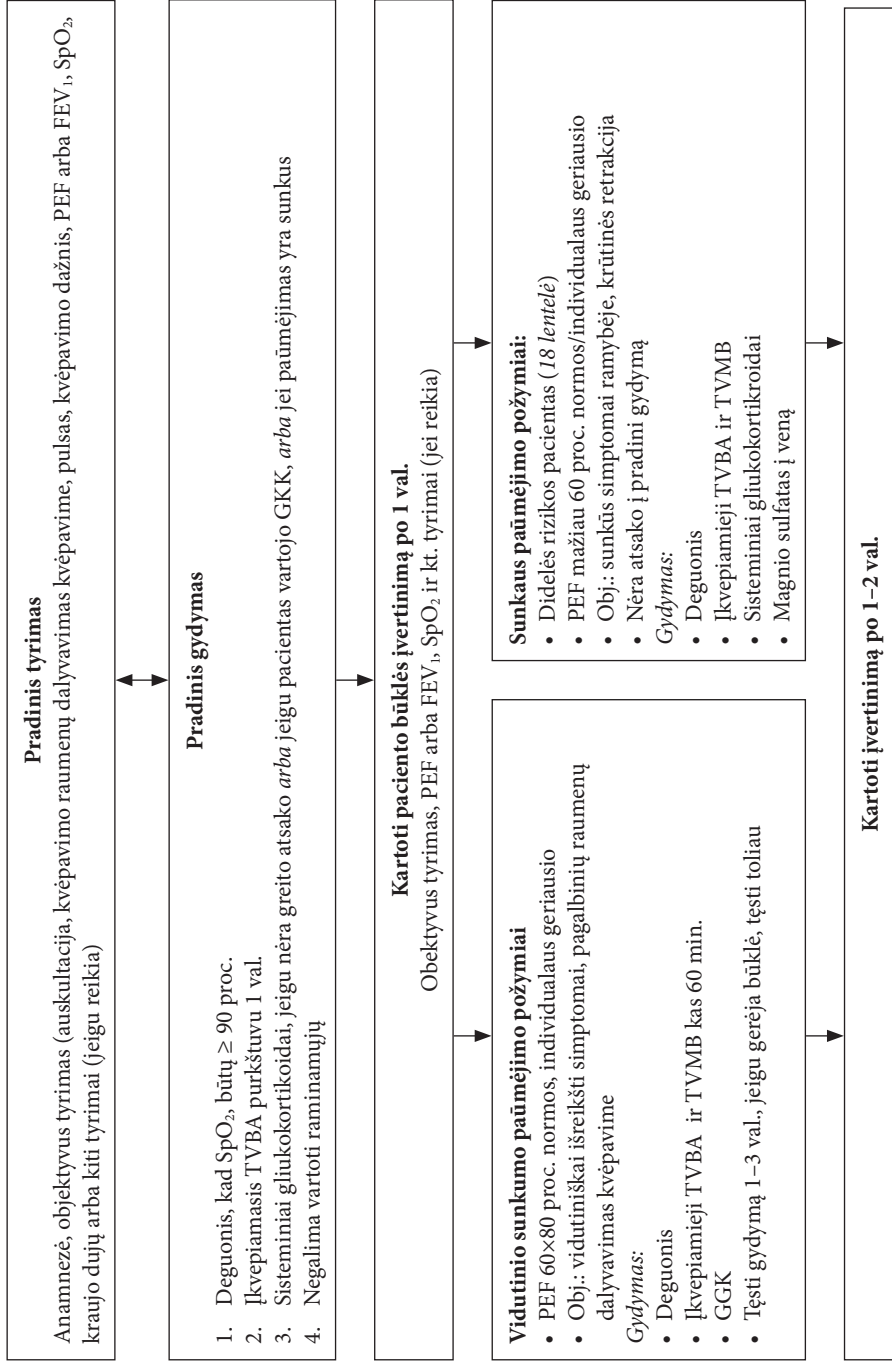 Pradinis tyrimas
Anamnezė, objektyvus tyrimas (auskultacija, kvėpavimo raumenų dalyvavimas kvėpavime, pulsas, kvėpavimo dažnis, PEF arba FEV₁, SpO₂,
kraujo dujų arba kiti tyrimai (jeigu reikia)
Pradinis gydymas
1. Deguonis, kad SpO₂, būtų ≥ 90 proc.
2. Įkvepiamasis TVBA purkštuvu 1 val.
3. Sisteminiai gliukokortikoidai, jeigu nėra greito atsako arba jeigu pacientas vartojo GKK, arba jei paūmėjimas yra sunkus
4. Negalima vartoti raminamųjų
Kartoti paciento būklės įvertinimą po 1 val.
Obektyvus tyrimas, PEF arba FEV₁, SpO₂ ir kt. tyrimai (jei reikia)
Vidutinio sunkumo paūmėjimo požymiai
• PEF 60×80 proc. normos, individualaus geriausio
• Obj.: vidutiniškai išreikšti simptomai, pagalbinių raumenų
dalyvavimas kvėpavime
Gydymas:
• Deguonis
• Įkvepiamieji TVBA ir TVMB kas 60 min.
• GGK
• Tęsti gydymą 1–3 val., jeigu gerėja būklė, tęsti toliau
Sunkaus paūmėjimo požymiai:
• Didelės rizikos pacientas (18 lentelė)
• PEF mažiau 60 proc. normos/individualaus geriausio
• Obj.: sunkūs simptomai ramybėje, krūtinės retrakcija
• Nėra atsako į pradini gydymą
Gydymas:
• Deguonis
• Įkvepiamieji TVBA ir TVMB
• Sisteminiai gliukokortikroidai
• Magnio sulfatas į veną
Kartoti įvertinimą po 1–2 val.